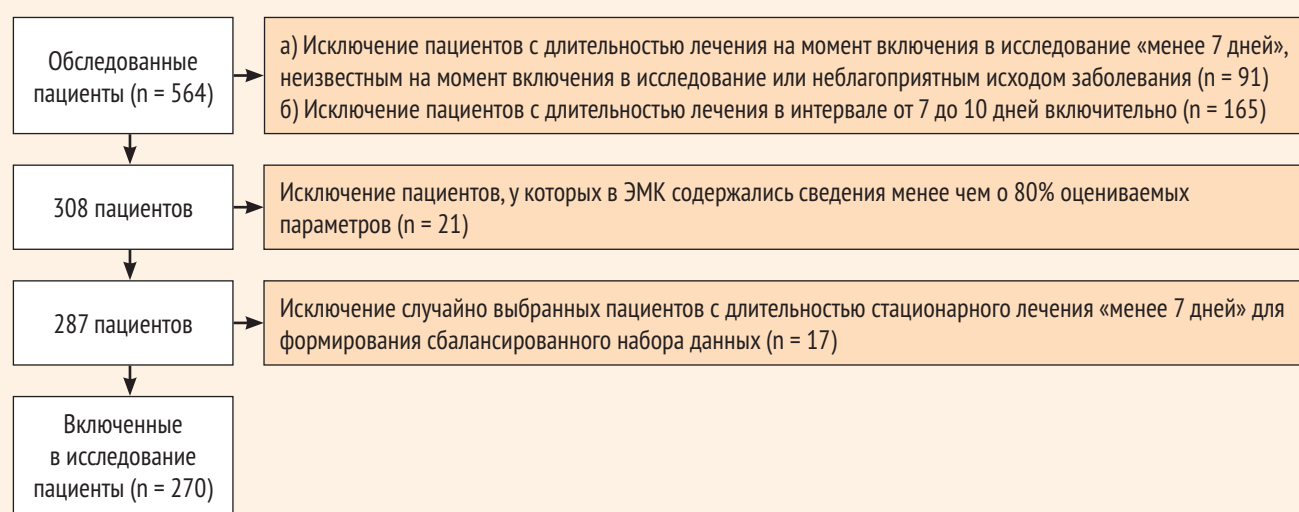 Обследованные
пациенты (n = 564)
а) Исключение пациентов с длительностью лечения на момент включения в исследование «менее 7 дней»,
неизвестным на момент включения в исследование или неблагоприятным исходом заболевания (n = 91)
б) Исключение пациентов с длительностью лечения в интервале от 7 до 10 дней включительно (n = 165)
308 пациентов
Исключение пациентов, у которых в ЭМК содержались сведения менее чем о 80% оцениваемых
параметров (n = 21)
287 пациентов
Исключение случайно выбранных пациентов с длительностью стационарного лечения «менее 7 дней» для
формирования сбалансированного набора данных (n = 17)
Включенные
в исследование
пациенты (n = 270)